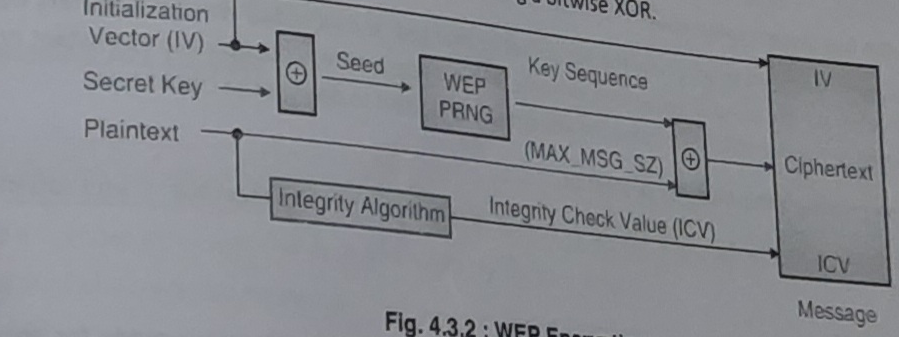 bitwise XOR.
Initialization
Vector (IV)
Secret Key
Plaintext
⊕
Seed
WEP
PRNG
Key Sequence
(MAX_MSG_SZ)
⊕
Integrity Algorithm
Integrity Check Value (ICV)
IV
Ciphertext
ICV
Message
Fig. 4.3.2 : WEP